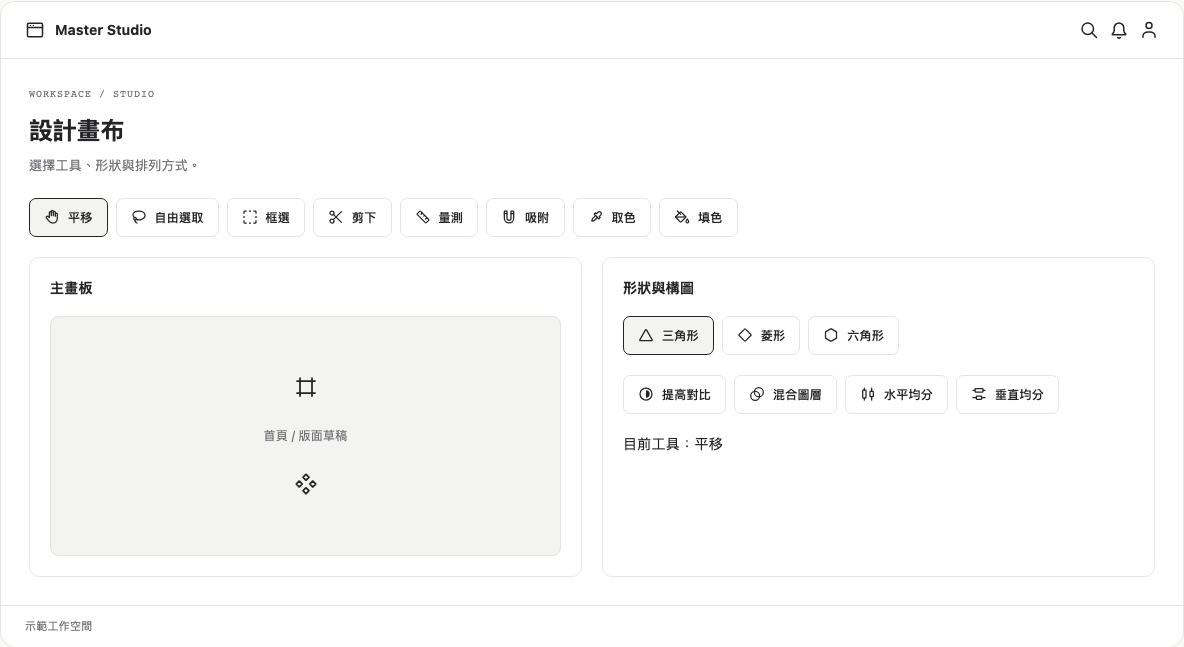 Master Studio
WORKSPACE / STUDIO
設計畫布
選擇工具、形狀與排列方式。
平移 自由選取 框選 剪下 量測 吸附 取色 填色
主畫板
首頁 / 版面草稿
形狀與構圖
三角形 菱形 六角形
提高對比 混合圖層 水平均分 垂直均分
目前工具：平移
示範工作空間